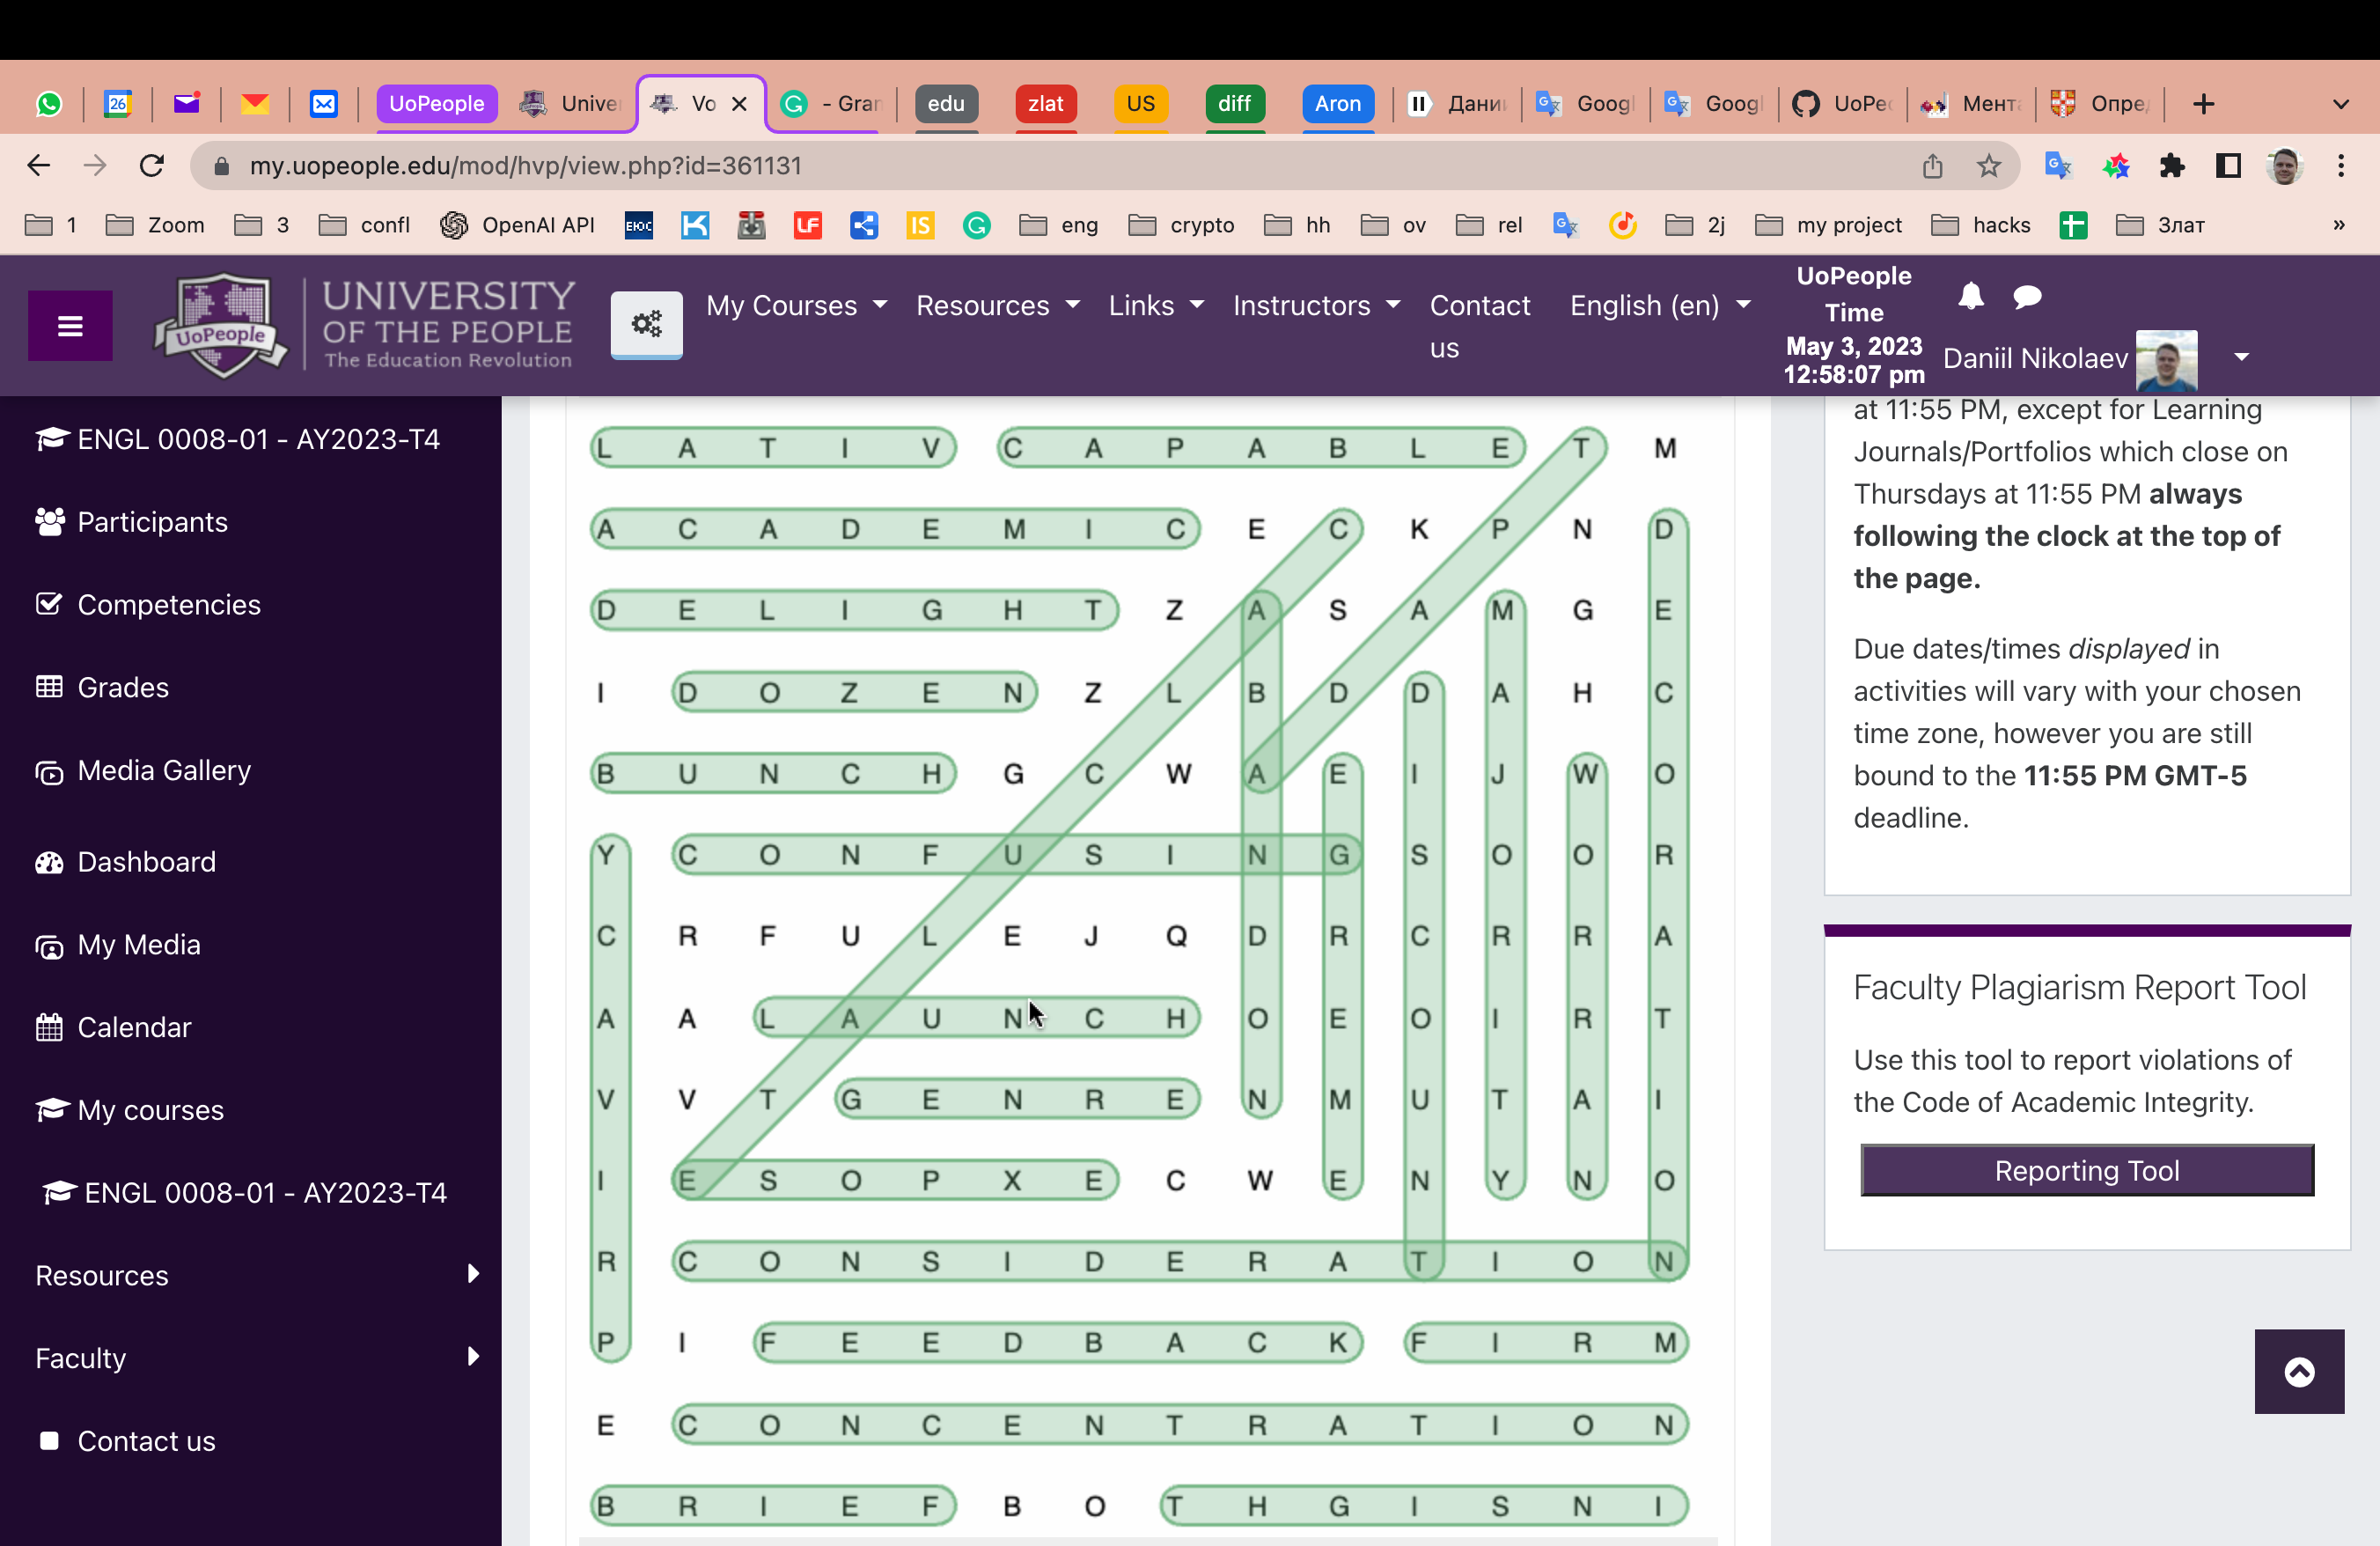 UoPeople
Univer
Vo
- Gran
edu
zlat
US
diff
Aron
Дании
Googl
Googl
UoPeo
Мента
Опред
my.uopeople.edu/mod/hvp/view.php?id=361131
1
Zoom
3
confl
OpenAI API
LF
IS
eng
crypto
hh
ov
rel
2j
my project
hacks
Злат
»
UoPeople
UNIVERSITY
OF THE PEOPLE
The Education Revolution
My Courses
Resources
Links
Instructors
Contact us
English (en)
UoPeople
Time
May 3, 2023
12:58:07 pm
Daniil Nikolaev
ENGL 0008-01 - AY2023-T4
Participants
Competencies
Grades
Media Gallery
Dashboard
My Media
Calendar
My courses
ENGL 0008-01 - AY2023-T4
Resources
Faculty
Contact us
L A T I V C A P A B L E T M
A C A D E M I C E C K P N D
D E L I G H T Z A S A M G E
I D O Z E N Z L B D D A H C
B U N C H G C W A E I J W O
Y C O N F U S I N G S O O R
C R F U L E J Q D R C R R A
A A L A U N C H O E O I R T
V V T G E N R E N M U T A I
I E S O P X E C W E N Y N O
R C O N S I D E R A T I O N
P I F E E D B A C K F I R M
E C O N C E N T R A T I O N
B R I E F B O T H G I S N I
at 11:55 PM, except for Learning
Journals/Portfolios which close on
Thursdays at 11:55 PM always
following the clock at the top of
the page.
Due dates/times displayed in
activities will vary with your chosen
time zone, however you are still
bound to the 11:55 PM GMT-5
deadline.
Faculty Plagiarism Report Tool
Use this tool to report violations of
the Code of Academic Integrity.
Reporting Tool